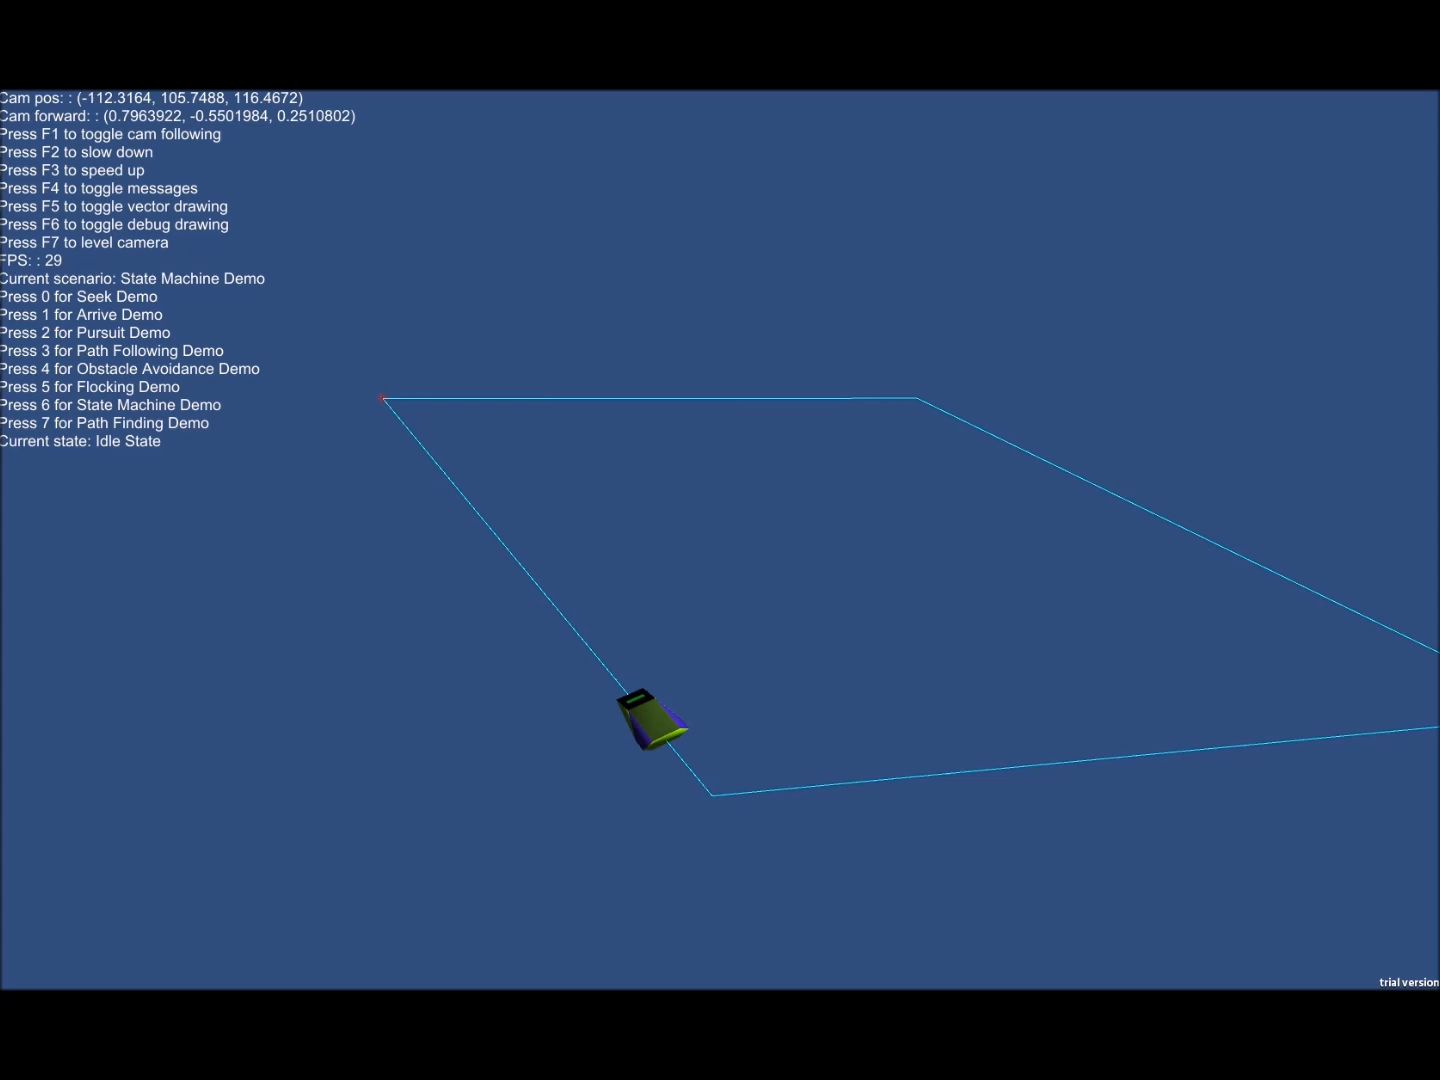 Cam pos: : (-112.3164, 105.7488, 116.4672)
Cam forward: : (0.7963922, -0.5501984, 0.2510802)
Press F1 to toggle cam following
Press F2 to slow down
Press F3 to speed up
Press F4 to toggle messages
Press F5 to toggle vector drawing
Press F6 to toggle debug drawing
Press F7 to level camera
FPS: : 29
Current scenario: State Machine Demo
Press 0 for Seek Demo
Press 1 for Arrive Demo
Press 2 for Pursuit Demo
Press 3 for Path Following Demo
Press 4 for Obstacle Avoidance Demo
Press 5 for Flocking Demo
Press 6 for State Machine Demo
Press 7 for Path Finding Demo
Current state: Idle State
trial version